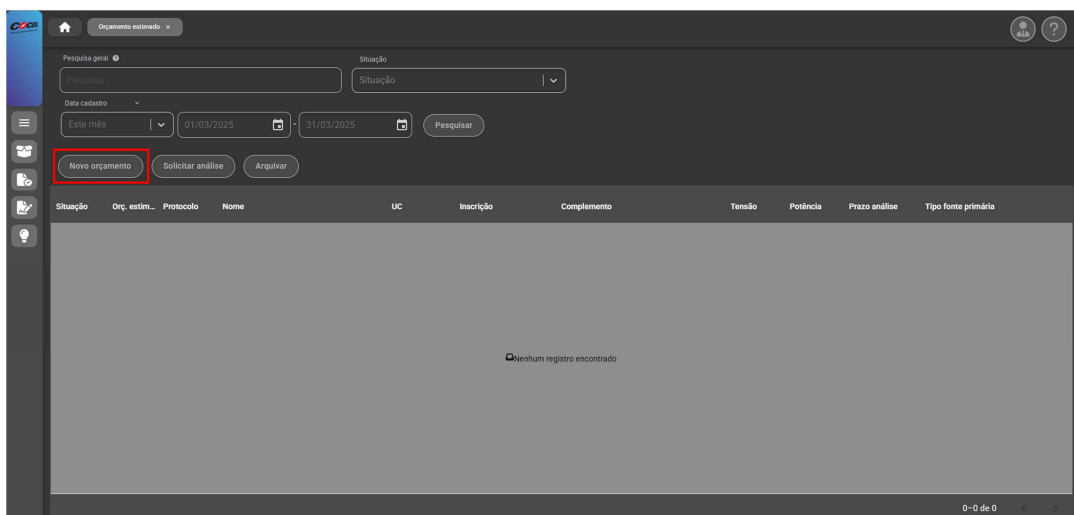 Orçamento estimado ×
Pesquisa geral
Situação
Pesquisa
Situação
Data cadastro
Este mês
01/03/2025
-
31/03/2025
Pesquisar
Novo orçamento
Solicitar análise
Arquivar
Situação Orç. estim... Protocolo Nome UC Inscrição Complemento Tensão Potência Prazo análise Tipo fonte primária
Nenhum registro encontrado
0-0 de 0